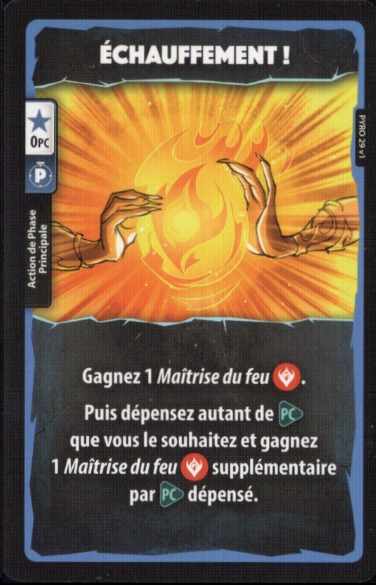 ÉCHAUFFEMENT !
0PC
P
PYRO 29 v1
Action de Phase
Principale
Gagnez 1 Maîtrise du feu .
Puis dépensez autant de PC
que vous le souhaitez et gagnez
1 Maîtrise du feu supplémentaire
par PC dépensé.